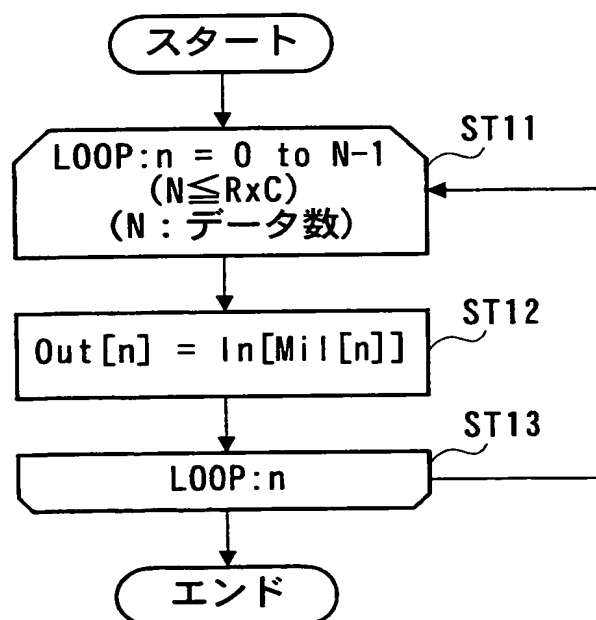 スタート
ST11
LOOP:n = 0 to N-1
(N≦RxC)
(N：データ数)
ST12
Out[n] = In[Mil[n]]
ST13
LOOP:n
エンド